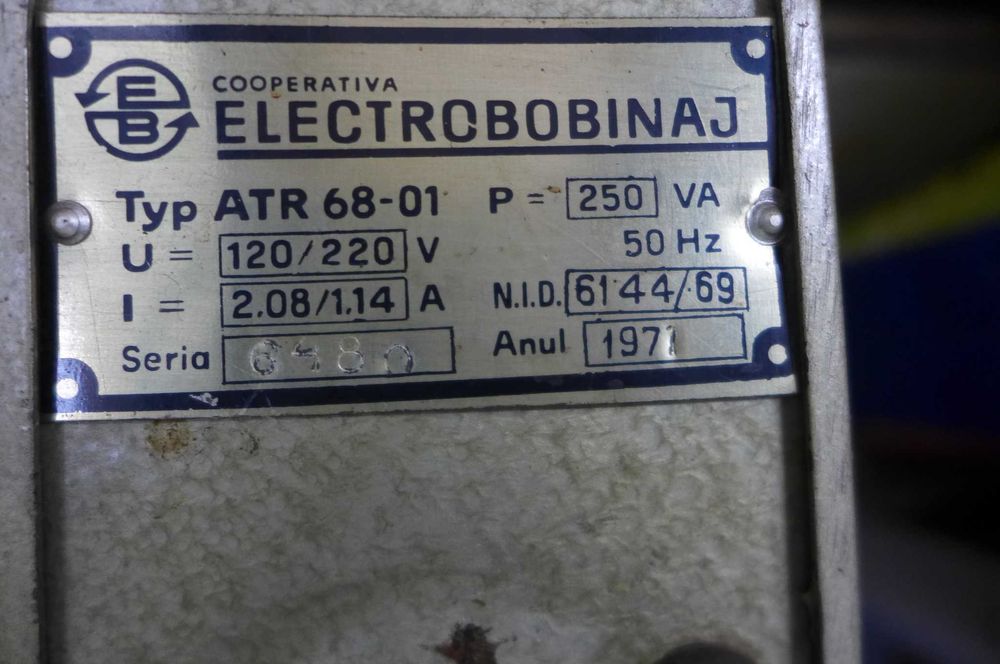 EB
COOPERATIVA
ELECTROBOBINAJ
Typ ATR 68-01 P = 250 VA
U = 120/220 V 50 Hz
I = 2.08/1.14 A N.I.D. 6144/69
Seria Anul 1971